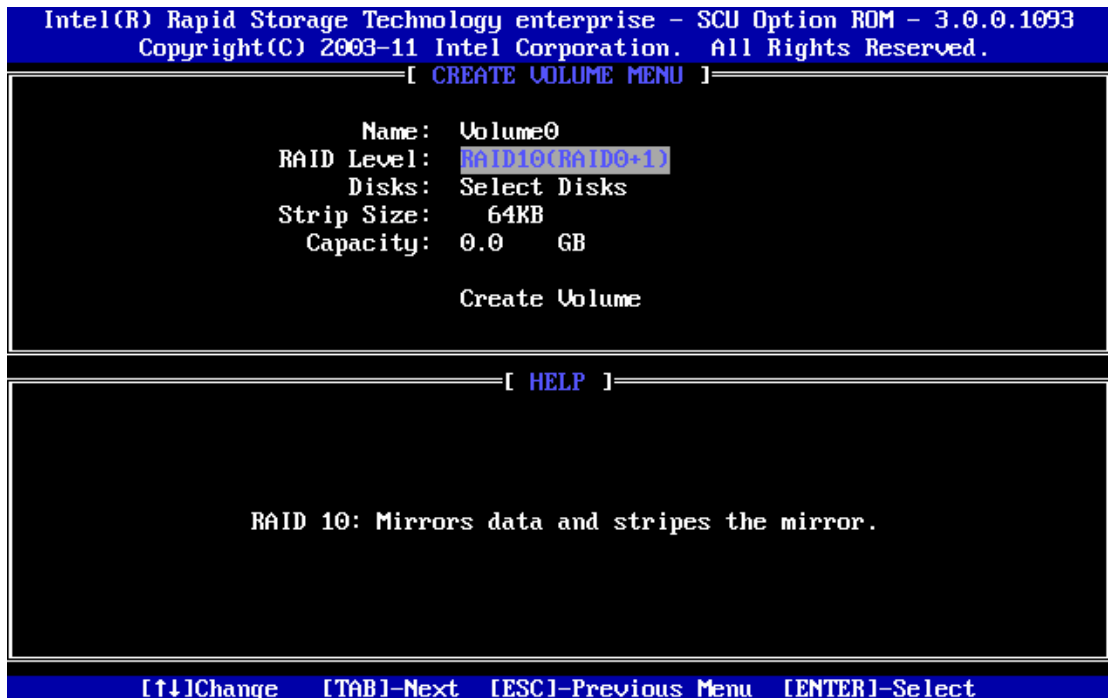 Intel(R) Rapid Storage Technology enterprise - SCU Option ROM - 3.0.0.1093
Copyright(C) 2003-11 Intel Corporation. All Rights Reserved.
[ CREATE VOLUME MENU ]
Name: Volume0
RAID Level: RAID10(RAID0+1)
Disks: Select Disks
Strip Size: 64KB
Capacity: 0.0 GB
Create Volume
[ HELP ]
RAID 10: Mirrors data and stripes the mirror.
[↑↓]Change [TAB]-Next [ESC]-Previous Menu [ENTER]-Select